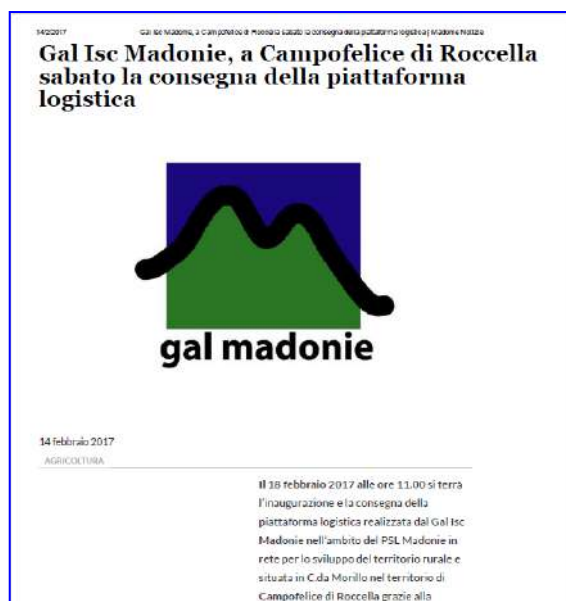 14/2/2017 Gal Isc Madonie, a Campofelice di Roccella sabato la consegna della piattaforma logistica | Madonie Notizie
Gal Isc Madonie, a Campofelice di Roccella
sabato la consegna della piattaforma
logistica
gal madonie
14 febbraio 2017
AGRICOLTURA
Il 18 febbraio 2017 alle ore 11.00 si terrà
l'inaugurazione e la consegna della
piattaforma logistica realizzata dal Gal Isc
Madonie nell'ambito del PSL Madonie in
rete per lo sviluppo del territorio rurale e
situata in C.da Morillo nel territorio di
Campofelice di Roccella grazie alla